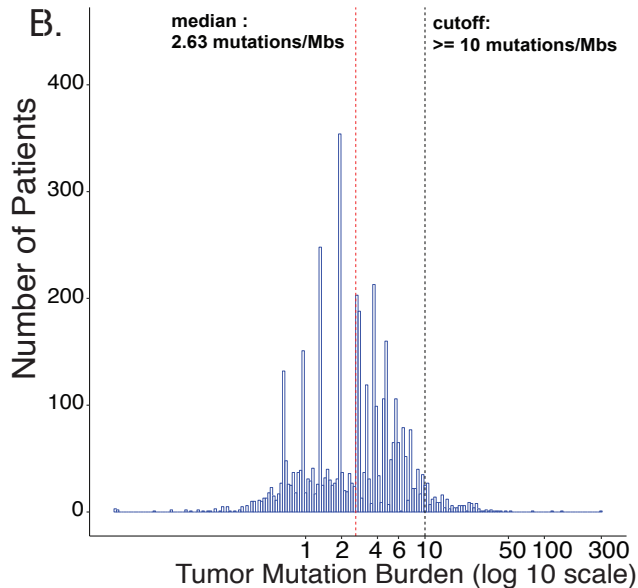 B.
median :
2.63 mutations/Mbs
cutoff:
>= 10 mutations/Mbs
Number of Patients
400
300
200
100
0
1 2 4 6 10 50 100 300
Tumor Mutation Burden (log 10 scale)